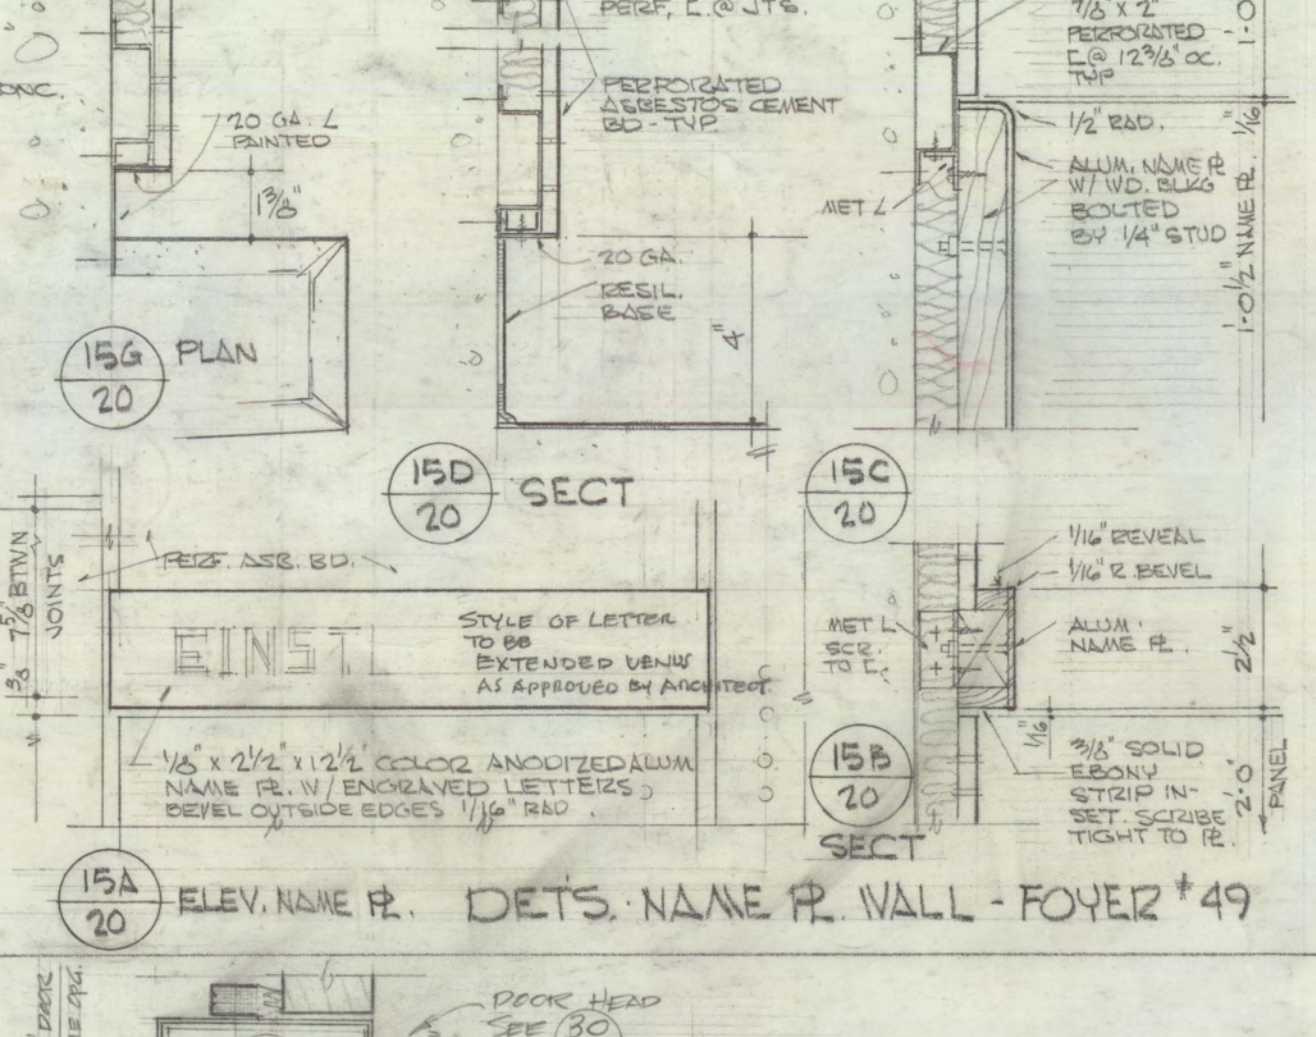 PERF, C.@ JTS.
7/8" X 2"
PERFORATED
C@ 12 3/8" OC.
TYP
1-0
20 GA. L
PAINTED
1 3/8"
PERFORATED
ASBESTOS CEMENT
BD - TYP.
1/2" RAD.
1/16"
ALUM. NAME PL
W/ WD. BLKG
BOLTED
BY 1/4" STUD
MET L
1'-0 1/2" NAME PL.
20 GA.
RESIL.
BASE
4"
15G
20
PLAN
15D
20
SECT
15C
20
PERF. ASB. BD.
7 5/8 BTWN
JOINTS
3/8"
EINST
STYLE OF LETTER
TO BE
EXTENDED VENUS
AS APPROVED BY ARCHITECT.
1/8" x 2 1/2" x 12 1/2" COLOR ANODIZED ALUM
NAME PL. W/ ENGRAVED LETTERS
BEVEL OUTSIDE EDGES 1/16" RAD.
1/16" REVEAL
1/16" R. BEVEL
MET L
SCR.
TO C.
ALUM.
NAME PL.
2 1/2"
1/16"
3/8" SOLID
EBONY
STRIP IN-
SET. SCRIBE
TIGHT TO PL.
2'-0"
PANEL
15B
20
SECT
15A
20
ELEV. NAME PL.
DET'S. NAME PL. WALL - FOYER #49
DOOR
DOOR HEAD
SEE 30